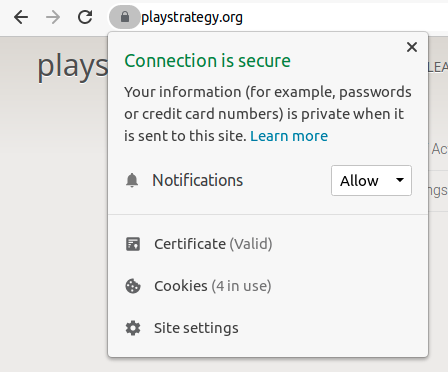 playstrategy.org
plays
Connection is secure
Your information (for example, passwords
or credit card numbers) is private when it
is sent to this site. Learn more
LEA
Ac
Notifications
Allow
ngs
Certificate (Valid)
Cookies (4 in use)
Site settings